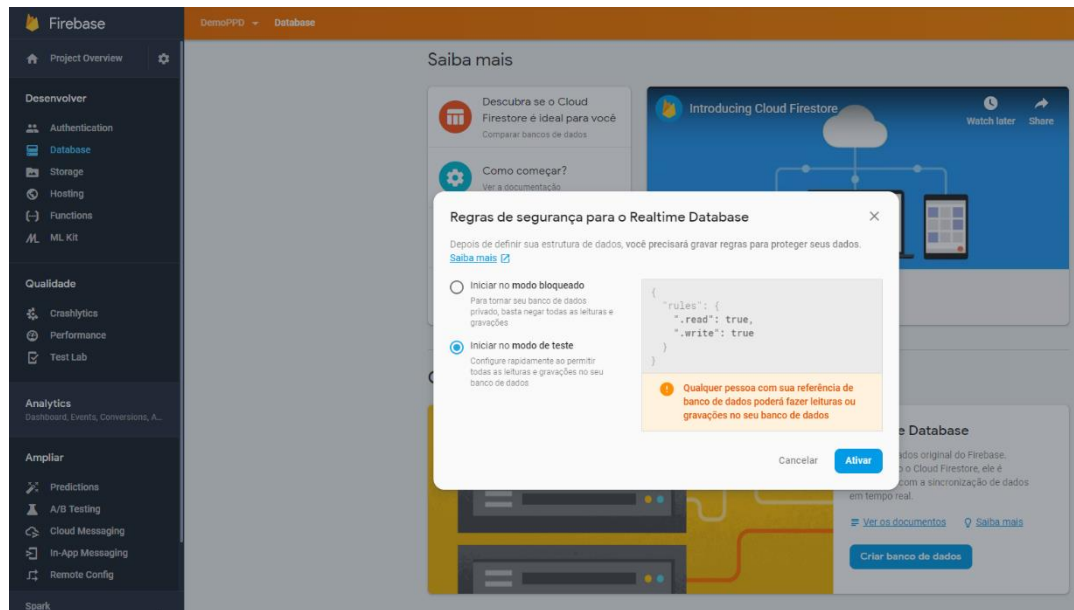 Firebase
DemoPPD
Database
Project Overview
Desenvolver
Authentication
Database
Storage
Hosting
Functions
ML Kit
Qualidade
Crashlytics
Performance
Test Lab
Analytics
Dashboard, Events, Conversions, A...
Ampliar
Predictions
A/B Testing
Cloud Messaging
In-App Messaging
Remote Config
Spark
Saiba mais
Descubra se o Cloud
Firestore é ideal para você
Comparar bancos de dados
Como começar?
Ver a documentação
Introducing Cloud Firestore
Watch later
Share
Regras de segurança para o Realtime Database
Depois de definir sua estrutura de dados, você precisará gravar regras para proteger seus dados.
Saiba mais
Iniciar no modo bloqueado
Para tornar seu banco de dados
privado, basta negar todas as leituras e
gravações
Iniciar no modo de teste
Configure rapidamente ao permitir
todas as leituras e gravações no seu
banco de dados
{
"rules": {
".read": true,
".write": true
}
}
Qualquer pessoa com sua referência de
banco de dados poderá fazer leituras ou
gravações no seu banco de dados
Cancelar
Ativar
e Database
ados original do Firebase.
o o Cloud Firestore, ele é
com a sincronização de dados
em tempo real.
Ver os documentos
Saiba mais
Criar banco de dados